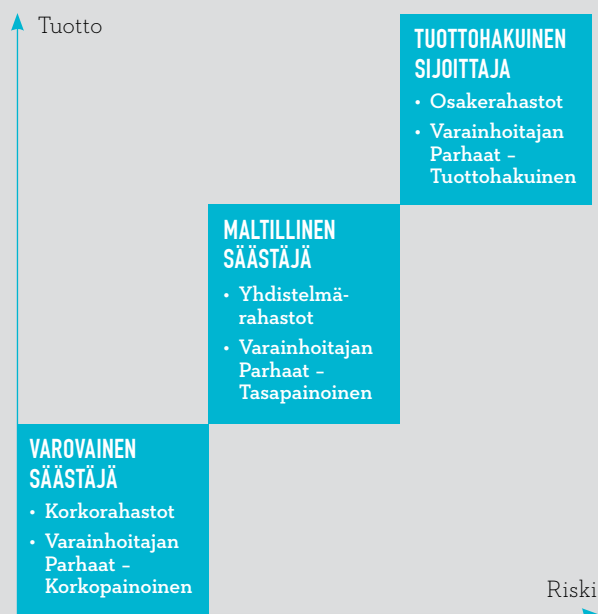 Tuotto
TUOTTOHAKUINEN
SIJOITTAJA
• Osakerahastot
• Varainhoitajan
Parhaat –
Tuottohakuinen
MALTILLINEN
SÄÄSTÄJÄ
• Yhdistelmä-
rahastot
• Varainhoitajan
Parhaat –
Tasapainoinen
VAROVAINEN
SÄÄSTÄJÄ
• Korkorahastot
• Varainhoitajan
Parhaat –
Korkopainoinen
Riski